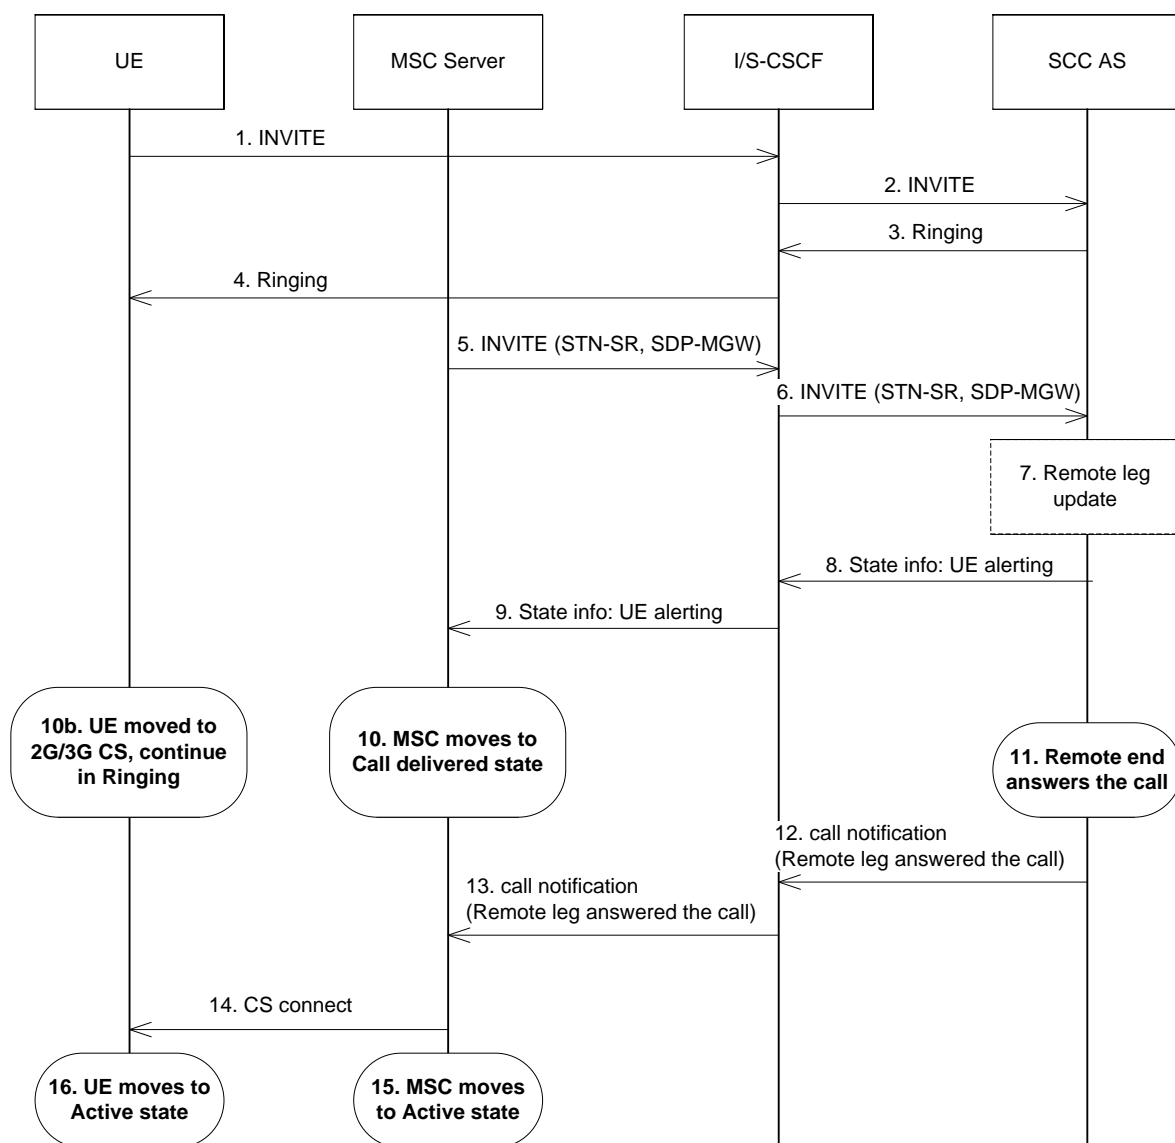 UE
MSC Server
I/S-CSCF
SCC AS
1. INVITE
2. INVITE
3. Ringing
4. Ringing
5. INVITE (STN-SR, SDP-MGW)
6. INVITE (STN-SR, SDP-MGW)
7. Remote leg
update
8. State info: UE alerting
9. State info: UE alerting
10b. UE moved to
2G/3G CS, continue
in Ringing
10. MSC moves to
Call delivered state
11. Remote end
answers the call
12. call notification
(Remote leg answered the call)
13. call notification
(Remote leg answered the call)
14. CS connect
16. UE moves to
Active state
15. MSC moves
to Active state